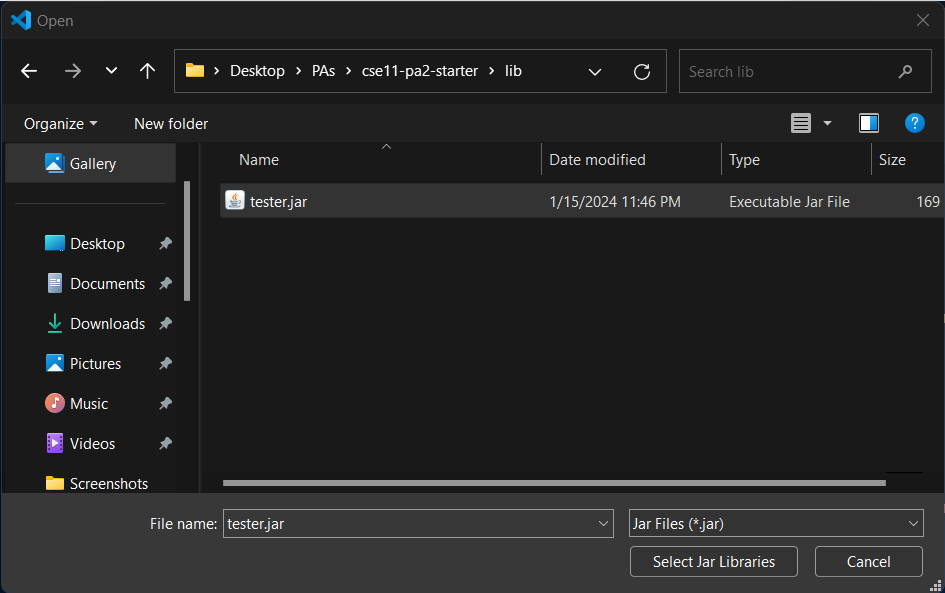 Open
Desktop > PAs > cse11-pa2-starter > lib
Search lib
Organize New folder
?
Gallery
Name Date modified Type Size
tester.jar 1/15/2024 11:46 PM Executable Jar File 169
Desktop
Documents
Downloads
Pictures
Music
Videos
Screenshots
File name: tester.jar Jar Files (*.jar)
Select Jar Libraries Cancel